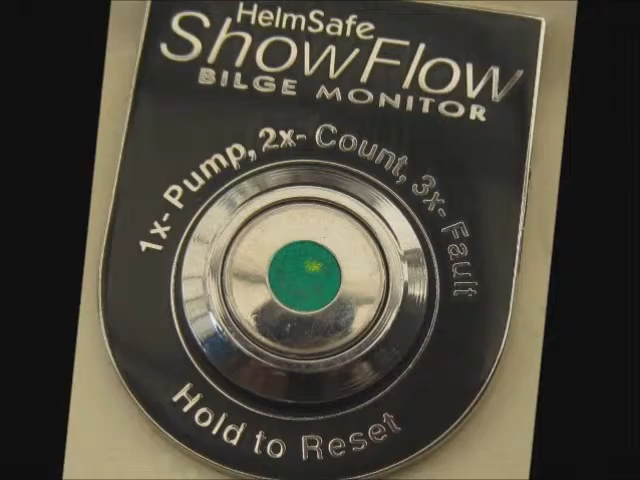 HelmSafe
ShowFlow
BILGE MONITOR
1x- Pump, 2x- Count, 3x- Fault
Hold to Reset